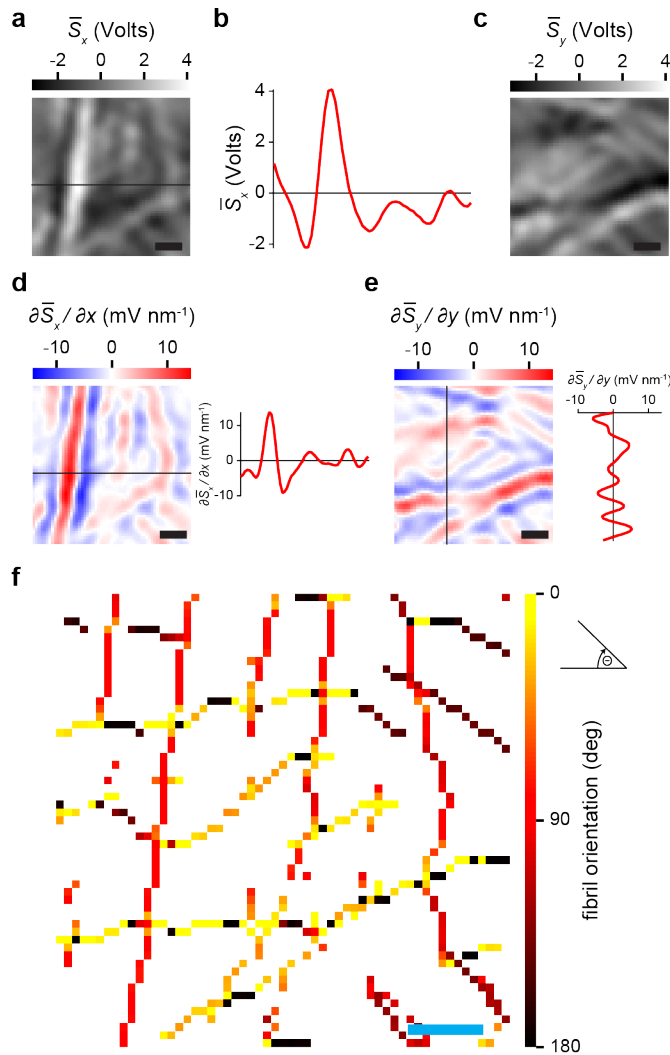 a
S̅x (Volts)
-2 0 2 4
b
4
2
0
-2
S̅x (Volts)
c
S̅y (Volts)
-2 0 2 4
d
∂S̅x / ∂x (mV nm-1)
-10 0 10
∂S̅x / ∂x (mV nm-1)
10
0
-10
e
∂S̅y / ∂y (mV nm-1)
-10 0 10
∂S̅y / ∂y (mV nm-1)
-10 0 10
f
0
90
180
fibril orientation (deg)
Θ